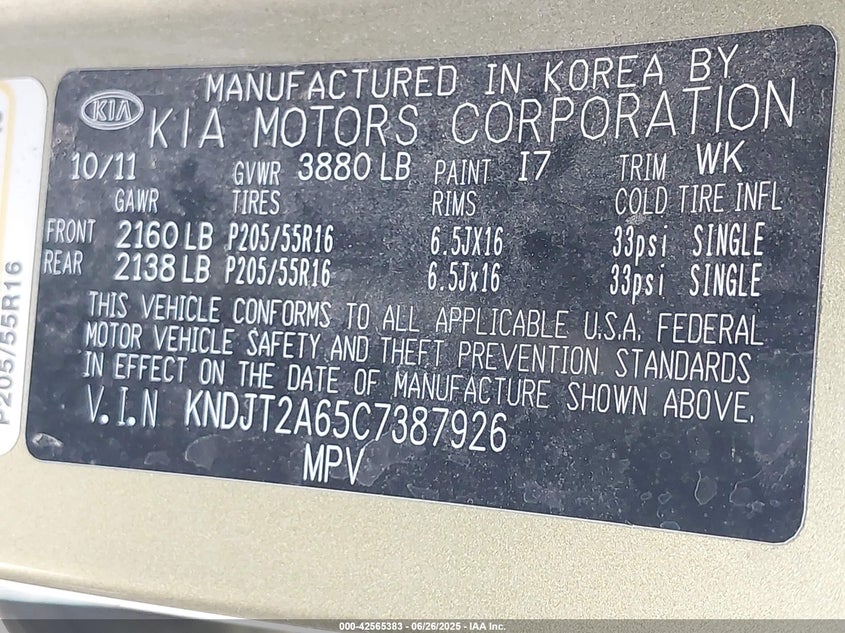 MANUFACTURED IN KOREA BY
KIA KIA MOTORS CORPORATION
10/11 GVWR 3880 LB PAINT I7 TRIM WK
GAWR TIRES RIMS COLD TIRE INFL
FRONT 2160 LB P205/55R16 6.5JX16 33psi SINGLE
REAR 2138 LB P205/55R16 6.5Jx16 33psi SINGLE
THIS VEHICLE CONFORMS TO ALL APPLICABLE U.S.A. FEDERAL
MOTOR VEHICLE SAFETY AND THEFT PREVENTION STANDARDS
IN EFFECT ON THE DATE OF MANUFACTURE SHOWN ABOVE.
V.I.N KNDJT2A65C7387926
MPV
P205/55R16
000-42565383 | 06/26/2025 - IAA Inc.